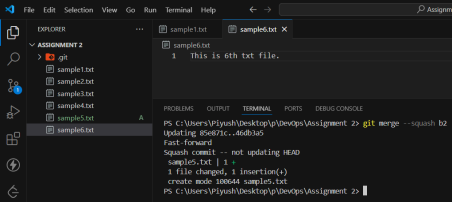 File Edit Selection View Go Run Terminal Help
Assignm
EXPLORER
ASSIGNMENT 2
.git
sample1.txt
sample2.txt
sample3.txt
sample4.txt
sample5.txt A
sample6.txt
1
sample1.txt sample6.txt
sample6.txt
1 This is 6th txt file.
PROBLEMS OUTPUT TERMINAL PORTS DEBUG CONSOLE
PS C:\Users\Piyush\Desktop\p\DevOps\Assignment 2> git merge --squash b2
Updating 85e871c..46db3a5
Fast-forward
Squash commit -- not updating HEAD
sample5.txt | 1 +
1 file changed, 1 insertion(+)
create mode 100644 sample5.txt
PS C:\Users\Piyush\Desktop\p\DevOps\Assignment 2>